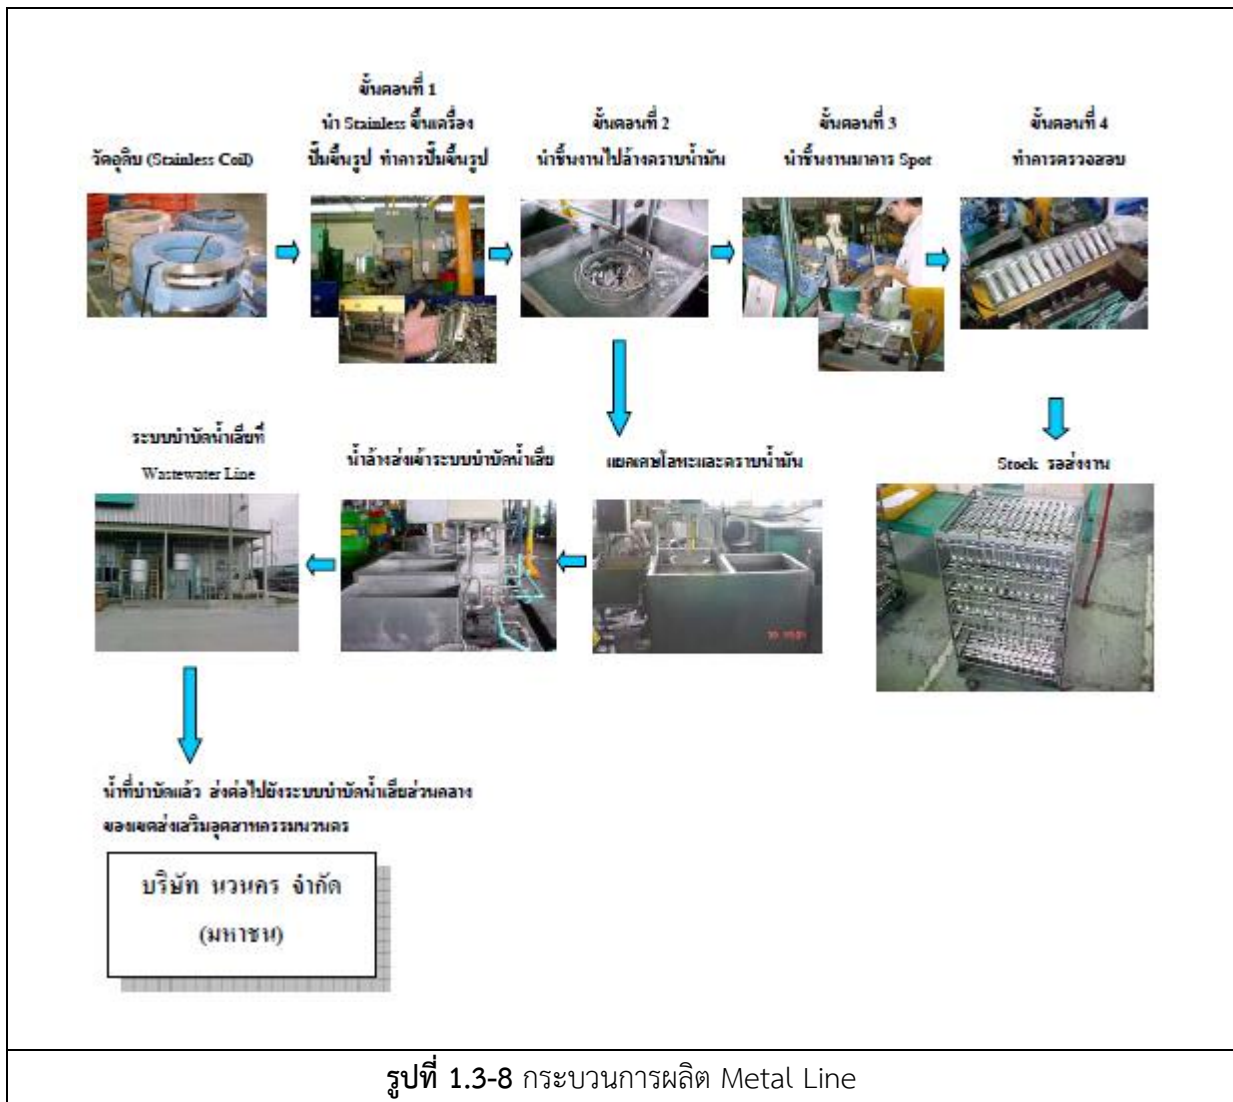 วัตถุดิบ (Stainless Coil)
ขั้นตอนที่ 1
นำ Stainless ขึ้นเครื่อง
ปั๊มขึ้นรูป ทำการปั๊มขึ้นรูป
ขั้นตอนที่ 2
นำชิ้นงานไปล้างคราบน้ำมัน
ขั้นตอนที่ 3
นำชิ้นงานมาการ Spot
ขั้นตอนที่ 4
ทำการตรวจสอบ
ระบบบำบัดน้ำเสียที่
Wastewater Line
น้ำล้างส่งเข้าระบบบำบัดน้ำเสีย
แยกเศษโลหะและคราบน้ำมัน
Stock รอส่งงาน
น้ำที่บำบัดแล้ว ส่งต่อไปยังระบบบำบัดน้ำเสียส่วนกลาง
ของเขตส่งเสริมอุตสาหกรรมนวนคร
บริษัท นวนคร จำกัด
(มหาชน)
รูปที่ 1.3-8 กระบวนการผลิต Metal Line